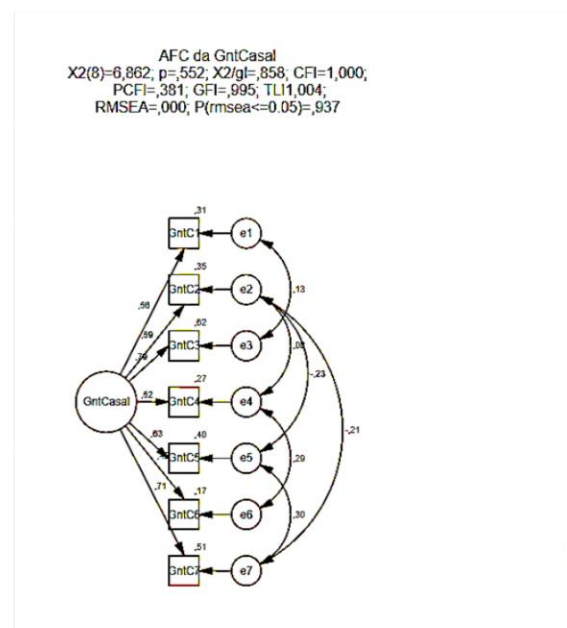 AFC da GntCasal
X2(8)=6,862; p=,552; X2/gl=,858; CFI=1,000;
PCFI=,381; GFI=,995; TLI1,004;
RMSEA=,000; P(rmsea<=0.05)=,937
,31
GntC1
e1
,56
,35
GntC2
e2
,13
,59
,62
GntC3
e3
,79
,27
-,23
GntCasal
,52
GntC4
e4
-,21
,63
,40
GntC5
e5
,29
,17
,71
GntC6
e6
,30
,51
GntC7
e7